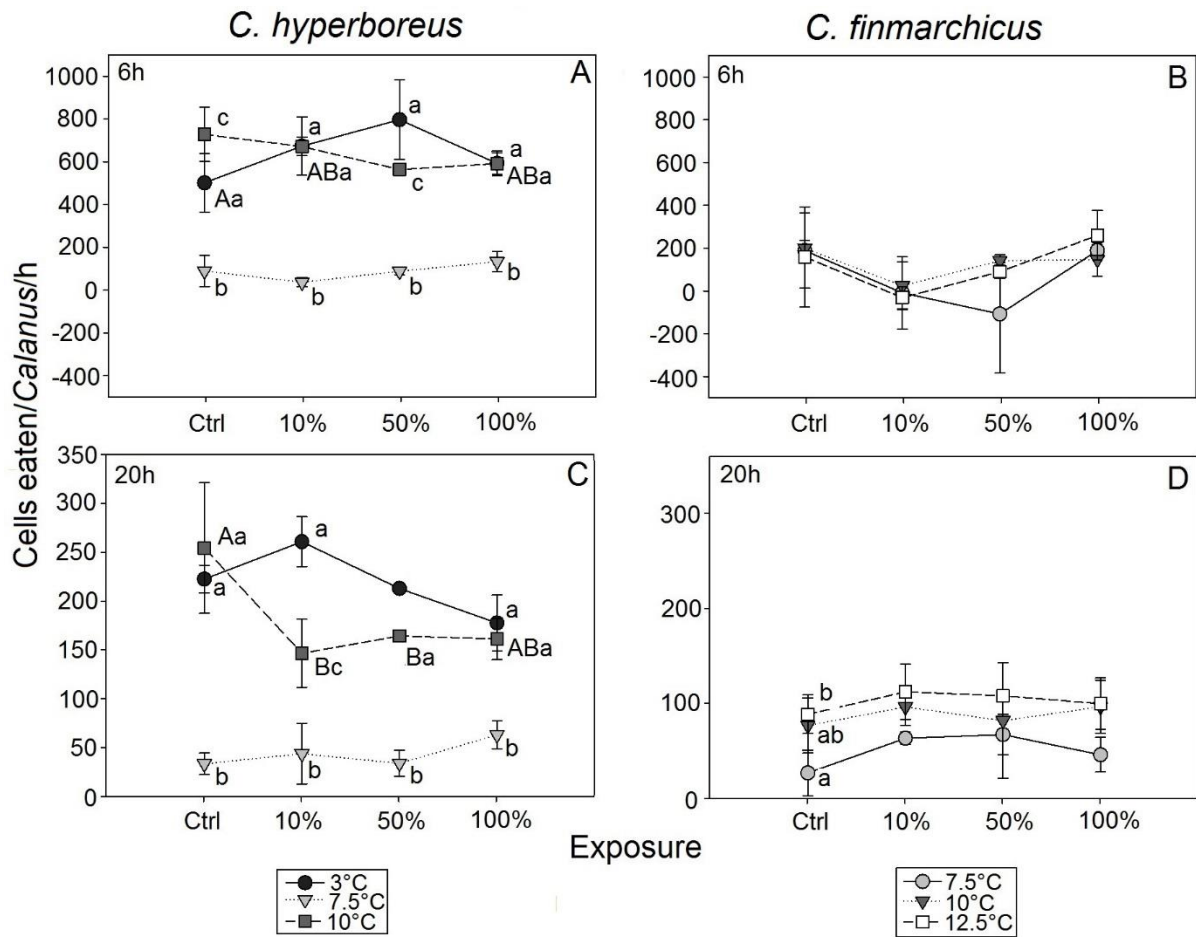 C. hyperboreus
C. finmarchicus
Cells eaten/Calanus/h
6h
A
1000
800
600
400
200
0
-200
-400
c
a
a
a
Aa
ABa
c
ABa
b
b
b
b
Ctrl
10%
50%
100%
6h
B
1000
800
600
400
200
0
-200
-400
Ctrl
10%
50%
100%
20h
C
350
300
250
200
150
100
50
0
Aa
a
a
a
Bc
Ba
ABa
b
b
b
b
Ctrl
10%
50%
100%
20h
D
300
200
100
0
b
ab
a
Ctrl
10%
50%
100%
Exposure
3°C
7.5°C
10°C
7.5°C
10°C
12.5°C